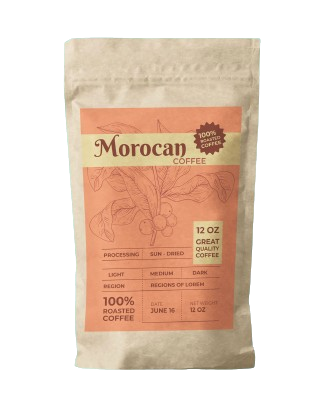 Morocan
COFFEE
100%
ROASTED
COFFEE
12 OZ
GREAT
QUALITY
COFFEE
PROCESSING SUN - DRIED
LIGHT MEDIUM DARK
REGION REGIONS OF LOREM
100%
ROASTED
COFFEE
DATE
JUNE 16
NET WEIGHT
12 OZ